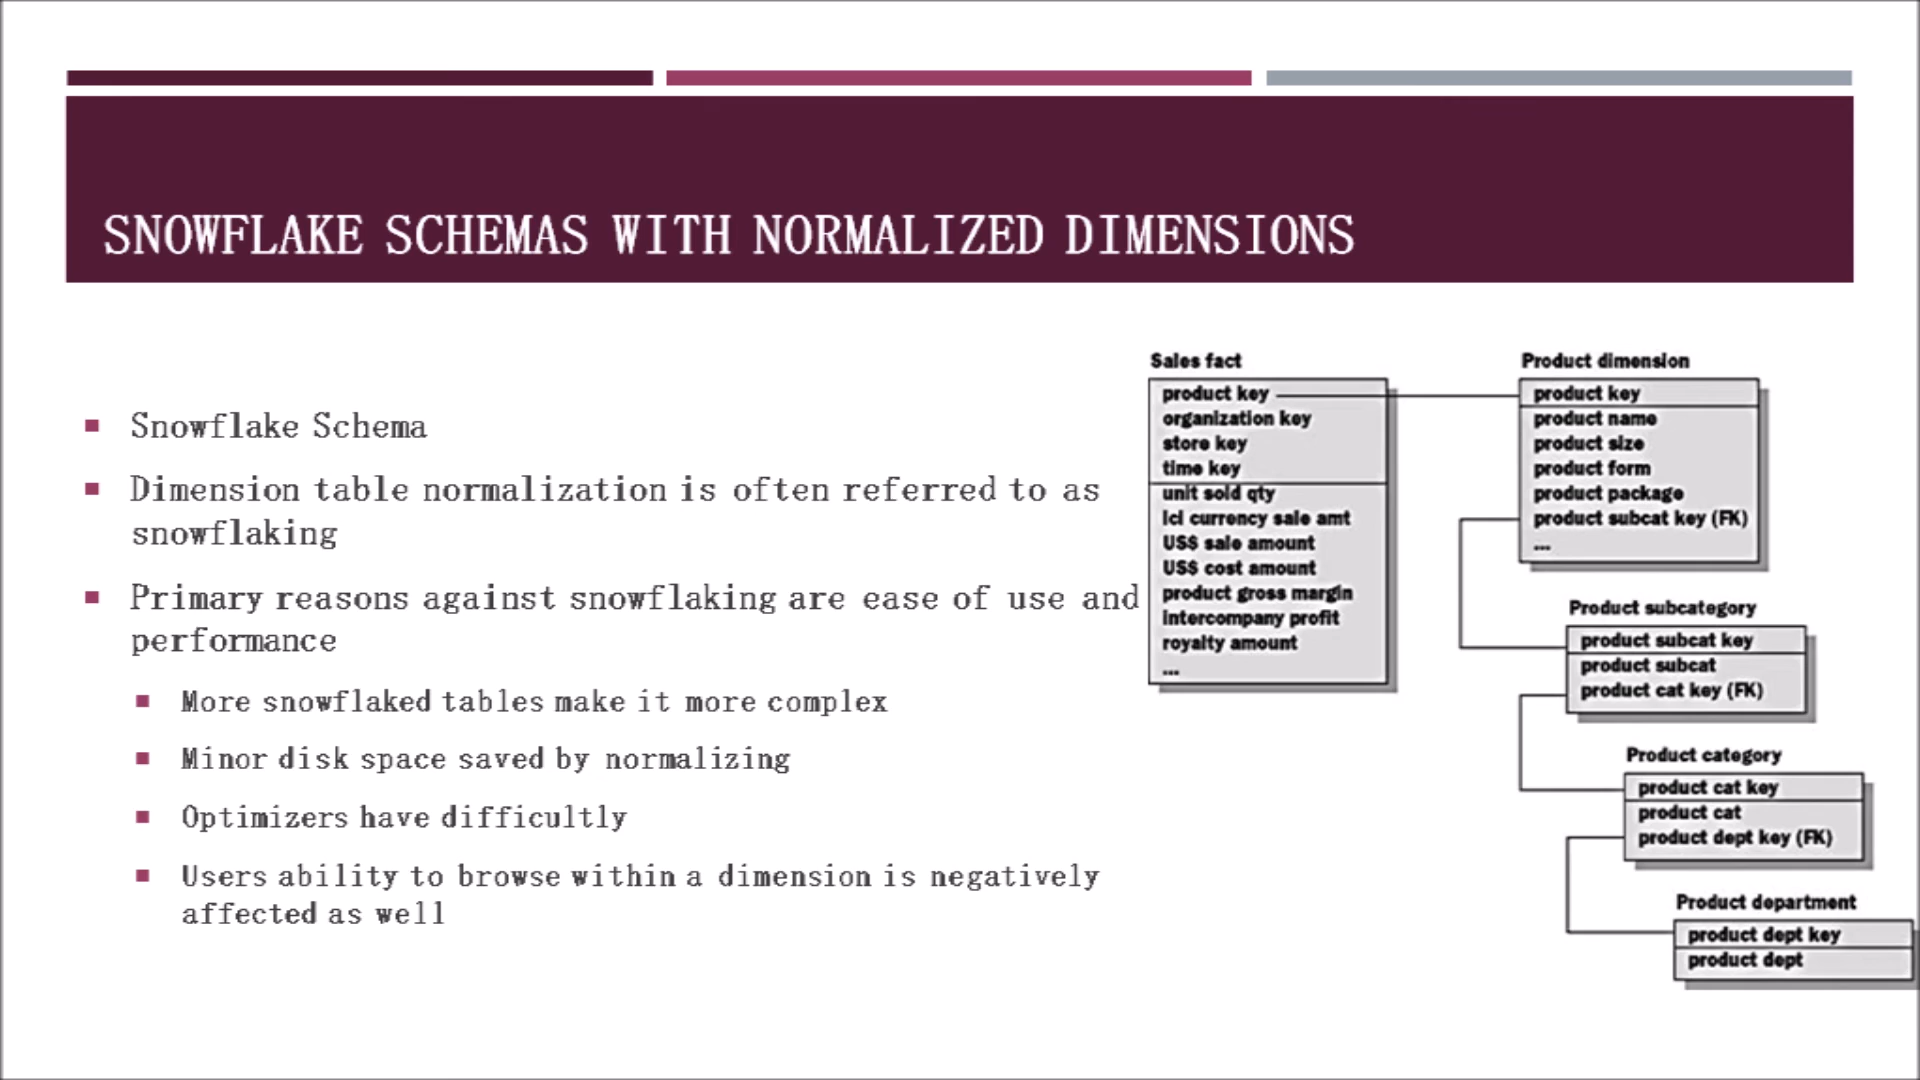 SNOWFLAKE SCHEMAS WITH NORMALIZED DIMENSIONS
Snowflake Schema
Dimension table normalization is often referred to as
snowflaking
Primary reasons against snowflaking are ease of use and
performance
More snowflaked tables make it more complex
Minor disk space saved by normalizing
Optimizers have difficultly
Users ability to browse within a dimension is negatively
affected as well
Sales fact
product key
organization key
store key
time key
unit sold qty
lcl currency sale amt
US$ sale amount
US$ cost amount
product gross margin
intercompany profit
royalty amount
...
Product dimension
product key
product name
product size
product form
product package
product subcat key (FK)
...
Product subcategory
product subcat key
product subcat
product cat key (FK)
Product category
product cat key
product cat
product dept key (FK)
Product department
product dept key
product dept